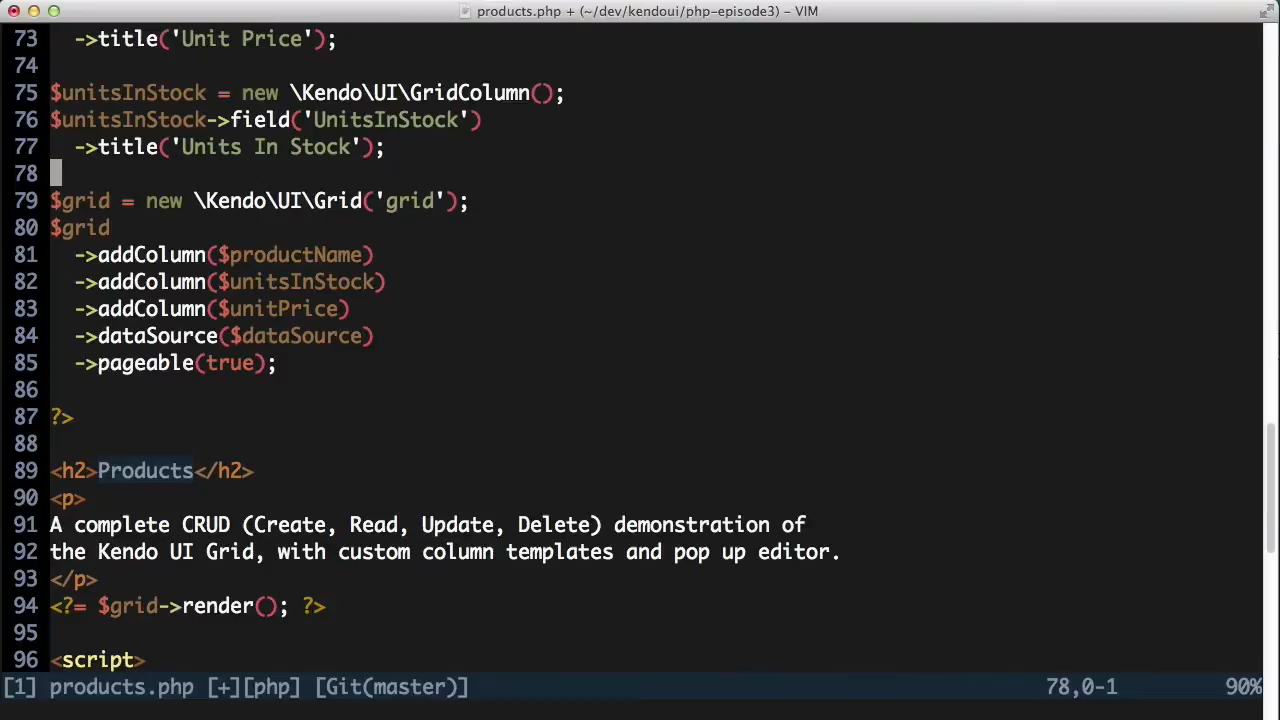 products.php + (~/dev/kendoui/php-episode3) – VIM
73   ->title('Unit Price');
74
75 $unitsInStock = new \Kendo\UI\GridColumn();
76 $unitsInStock->field('UnitsInStock')
77   ->title('Units In Stock');
78
79 $grid = new \Kendo\UI\Grid('grid');
80 $grid
81   ->addColumn($productName)
82   ->addColumn($unitsInStock)
83   ->addColumn($unitPrice)
84   ->dataSource($dataSource)
85   ->pageable(true);
86
87 ?>
88
89 <h2>Products</h2>
90 <p>
91 A complete CRUD (Create, Read, Update, Delete) demonstration of
92 the Kendo UI Grid, with custom column templates and pop up editor.
93 </p>
94 <?= $grid->render(); ?>
95
96 <script>
[1] products.php [+][php] [Git(master)] 78,0-1 90%